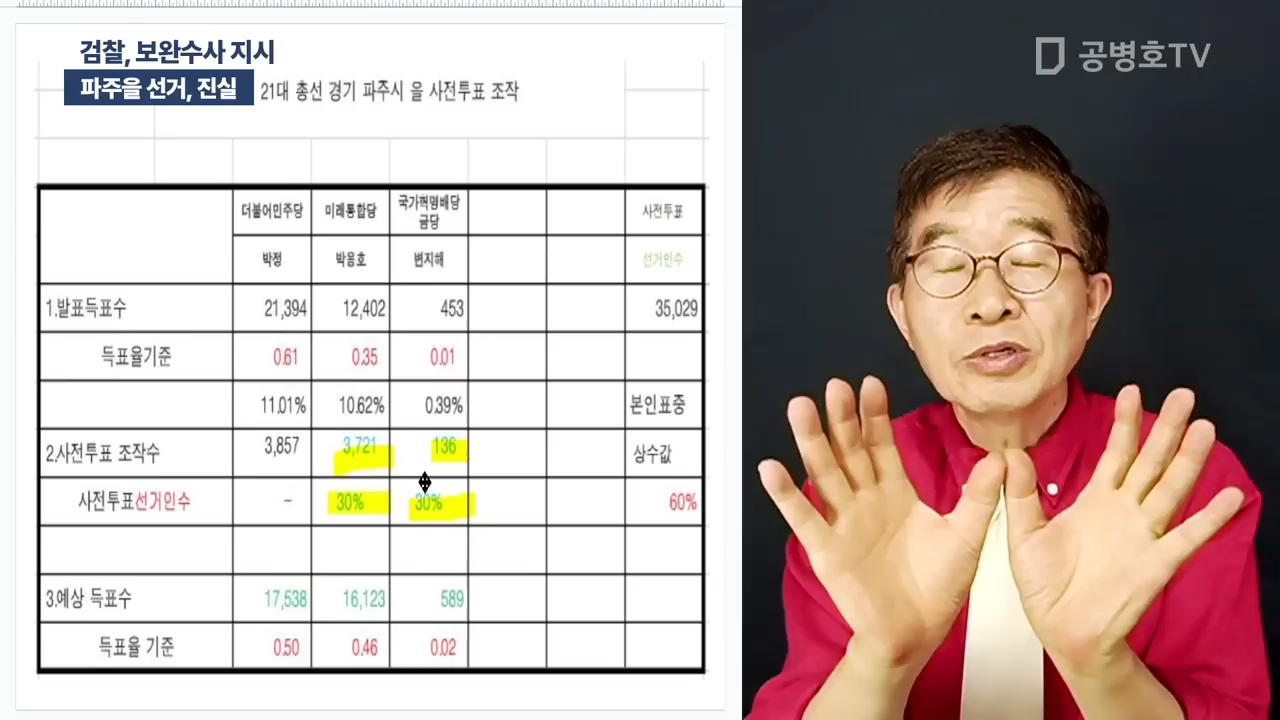 검찰, 보완수사 지시
파주을 선거, 진실
21대 총선 경기 파주시 을 사전투표 조작
공병호TV
더불어민주당 미래통합당 국가혁명배당금당 사전투표
박정 박용호 변지해 선거인수
1.발표득표수 21,394 12,402 453 35,029
득표율기준 0.61 0.35 0.01
11.01% 10.62% 0.39% 본인표중
2.사전투표 조작수 3,857 3,721 136 상수값
사전투표선거인수 - 30% 30% 60%
3.예상 득표수 17,538 16,123 589
득표율 기준 0.50 0.46 0.02